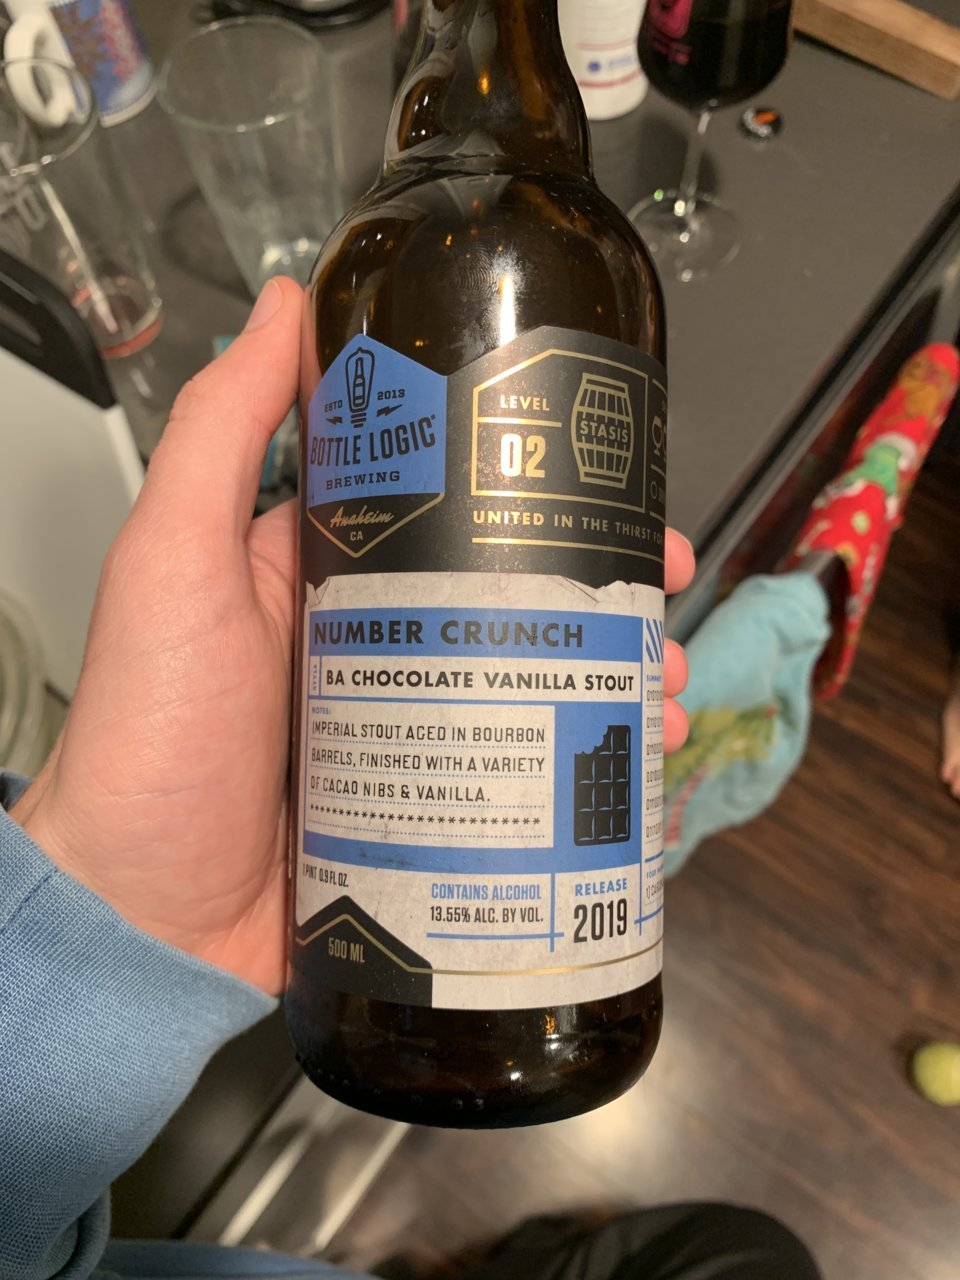 ESTD 2013
BOTTLE LOGIC
BREWING
Anaheim
CA
LEVEL
02
STASIS
UNITED IN THE THIRST FO
NUMBER CRUNCH
STYLE
BA CHOCOLATE VANILLA STOUT
NOTES:
IMPERIAL STOUT AGED IN BOURBON
BARRELS, FINISHED WITH A VARIETY
OF CACAO NIBS & VANILLA.
************************
1 PINT 0.9 FL OZ.
CONTAINS ALCOHOL
13.55% ALC. BY VOL.
RELEASE
2019
500 ML